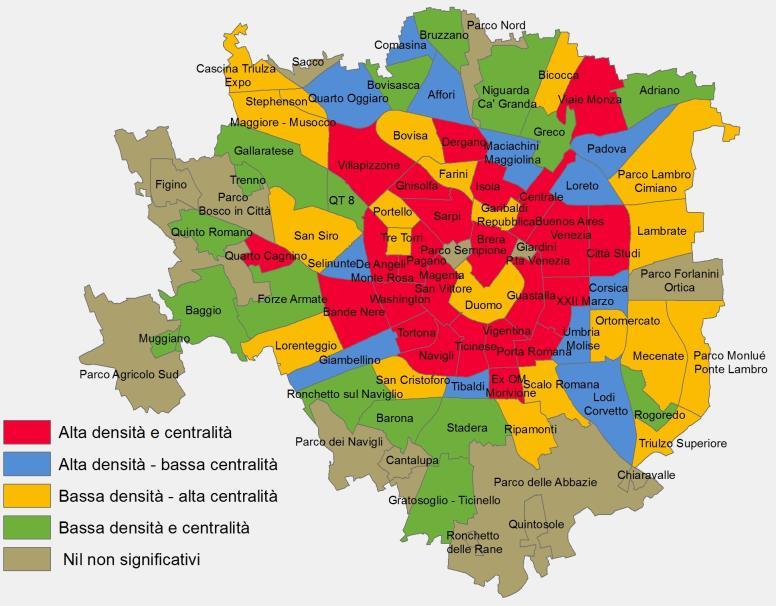 Bruzzano
Parco Nord
Comasina
Sacco
Cascina Triulza
Expo
Bovisasca
Bicocca
Niguarda
Ca' Granda
Adriano
Stephenson
Quarto Oggiaro
Affori
Viale Monza
Maggiore - Musocco
Bovisa
Greco
Dergano
Maciachini
Maggiolina
Padova
Gallaratese
Villapizzone
Farini
Parco Lambro
Cimiano
Trenno
Figino
Ghisolfa
Isola
Loreto
Parco
Bosco in Città
QT 8
Centrale
Portello
Sarpi
Garibaldi
Repubblica
Buenos Aires
Venezia
Quinto Romano
San Siro
Tre Torri
Brera
Lambrate
Parco Sempione
Giardini
Pta Venezia
Città Studi
Quarto Cagnino
Selinunte
De Angeli
Monte Rosa
Pagano
Magenta
San Vittore
Parco Forlanini
Ortica
Corsica
Forze Armate
Washington
Duomo
Guastalla
XXII Marzo
Baggio
Bande Nere
Ortomercato
Umbria
Molise
Vigentina
Tortona
Muggiano
Lorenteggio
Ticinese
Porta Romana
Giambellino
Navigli
Mecenate
Parco Monlué
Ponte Lambro
Parco Agricolo Sud
San Cristoforo
Tibaldi
Ex OM
Morivione
Scalo Romana
Ronchetto sul Naviglio
Lodi
Corvetto
Rogoredo
Barona
Stadera
Ripamonti
Parco dei Navigli
Triulzo Superiore
Cantalupa
Chiaravalle
Parco delle Abbazie
Gratosoglio - Ticinello
Quintosole
Ronchetto
delle Rane
Alta densità e centralità
Alta densità - bassa centralità
Bassa densità - alta centralità
Bassa densità e centralità
Nil non significativi